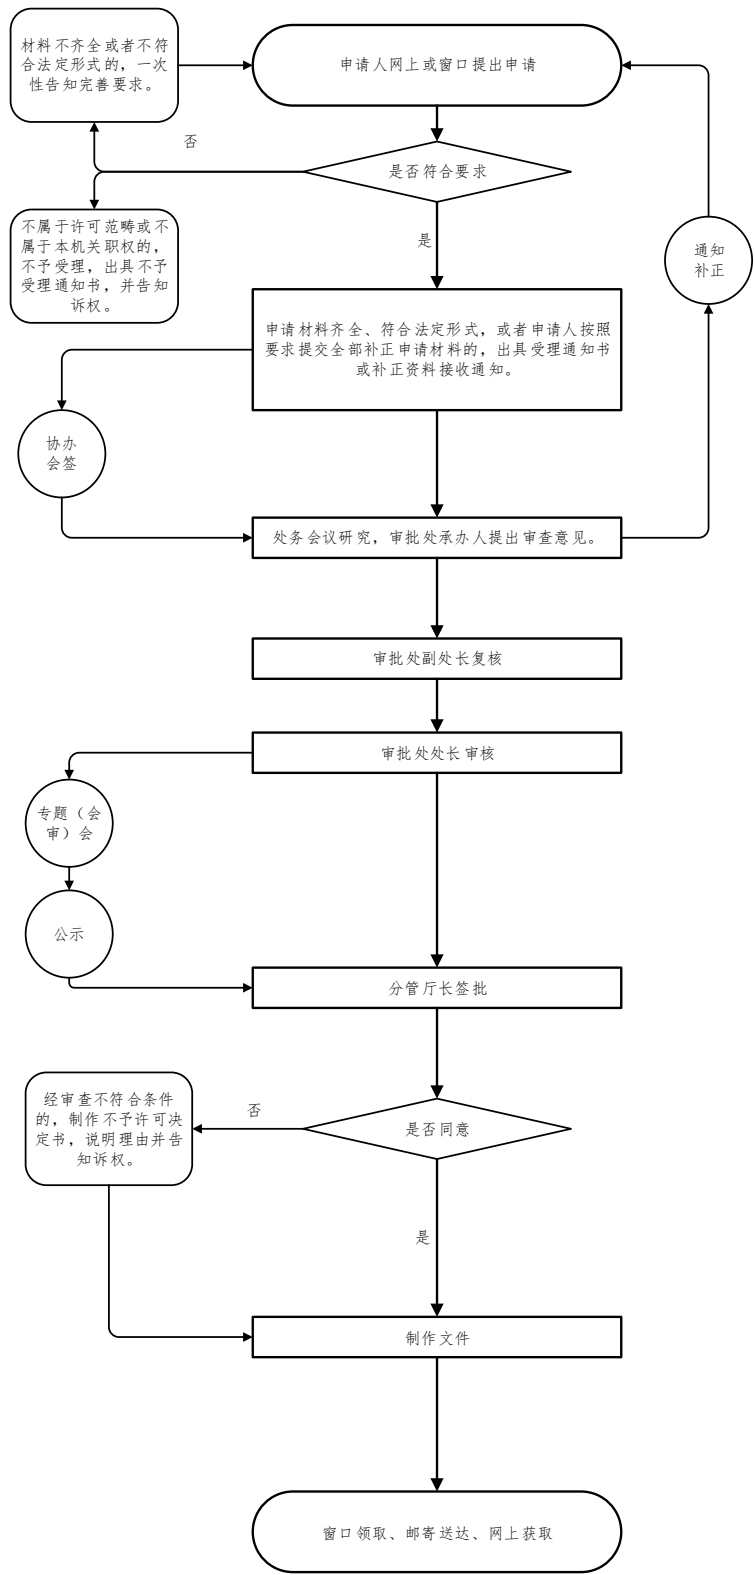 材料不齐全或者不符
合法定形式的，一次
性告知完善要求。
申请人网上或窗口提出申请
否
是否符合要求
不属于许可范畴或不
属于本机关职权的，
不予受理，出具不予
受理通知书，并告知
诉权。
是
通知
补正
申请材料齐全、符合法定形式，或者申请人按照
要求提交全部补正申请材料的，出具受理通知书
或补正资料接收通知。
协办
会签
处务会议研究，审批处承办人提出审查意见。
审批处副处长复核
审批处处长审核
专题（会
审）会
公示
分管厅长签批
经审查不符合条件
的，制作不予许可决
定书，说明理由并告
知诉权。
否
是否同意
是
制作文件
窗口领取、邮寄送达、网上获取